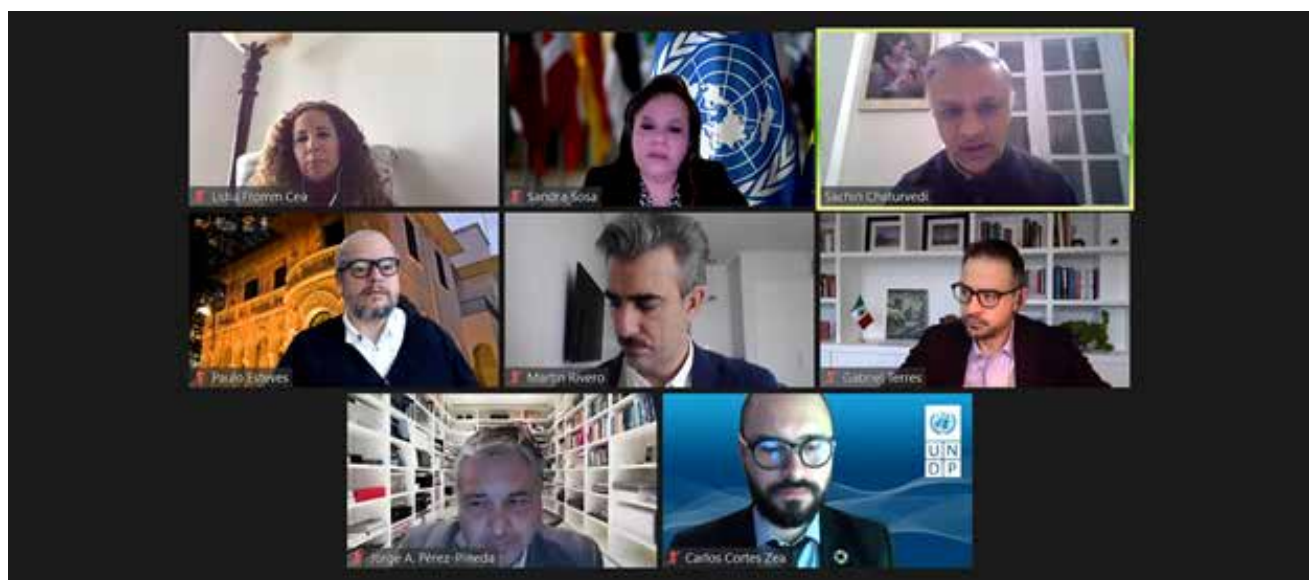 Lidia Fromm Cea
Sandra Sosa
Sachin Chaturvedi
Paulo Esteves
Martin Rivero
Gabriel Terres
Jorge A. Pérez-Pineda
Carlos Cortes Zea
UN
DP